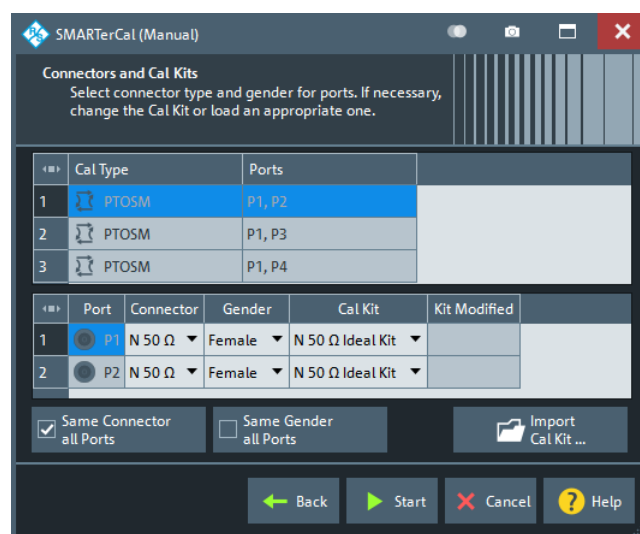 SMARTerCal (Manual)
Connectors and Cal Kits
Select connector type and gender for ports. If necessary,
change the Cal Kit or load an appropriate one.
Cal Type Ports
1 PTOSM P1, P2
2 PTOSM P1, P3
3 PTOSM P1, P4
Port Connector Gender Cal Kit Kit Modified
1 P1 N 50 Ω Female N 50 Ω Ideal Kit
2 P2 N 50 Ω Female N 50 Ω Ideal Kit
Same Connector
all Ports
Same Gender
all Ports
Import
Cal Kit ...
Back Start Cancel ? Help